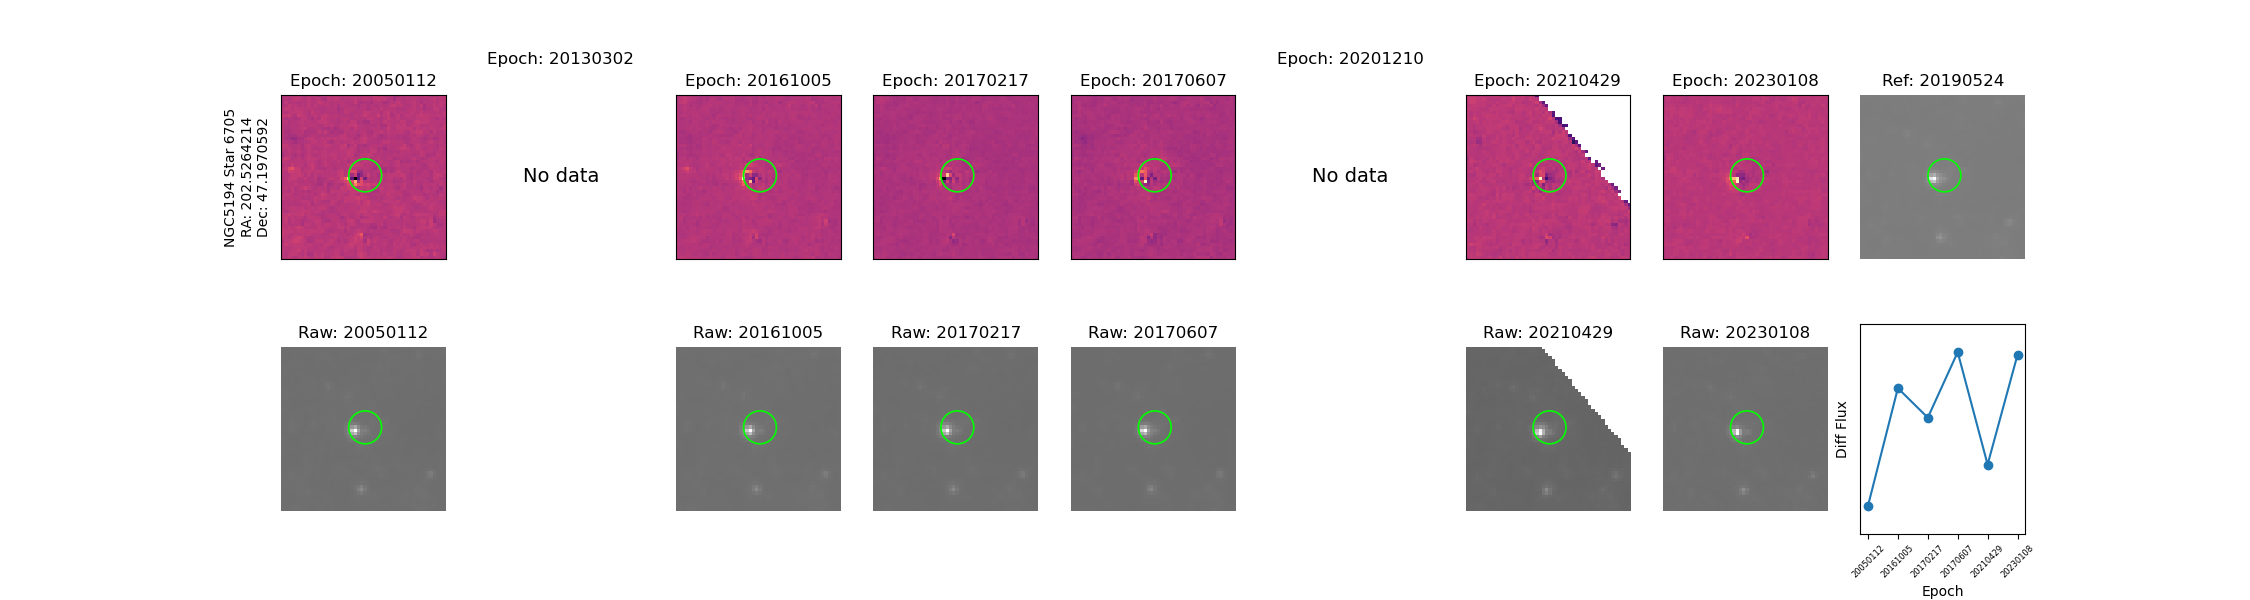 NGC5194 Star 6705
RA: 202.5264214
Dec: 47.1970592
Epoch: 20050112
Epoch: 20130302
No data
Epoch: 20161005
Epoch: 20170217
Epoch: 20170607
Epoch: 20201210
No data
Epoch: 20210429
Epoch: 20230108
Ref: 20190524
Raw: 20050112
Raw: 20161005
Raw: 20170217
Raw: 20170607
Raw: 20210429
Raw: 20230108
Diff Flux
20050112
20161005
20170217
20170607
20210429
20230108
Epoch